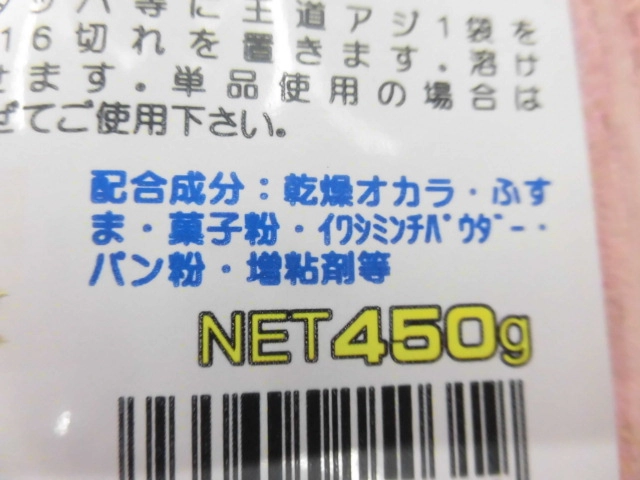 ッパ等に王道アジ1袋を
16切れを置きます。溶け
せます。単品使用の場合は
ざてご使用下さい。
配合成分：乾燥オカラ・ふす
ま・菓子粉・ｲﾜｼﾐﾝﾁﾊﾟｳﾀﾞｰ・
パン粉・増粘剤等
NET450g